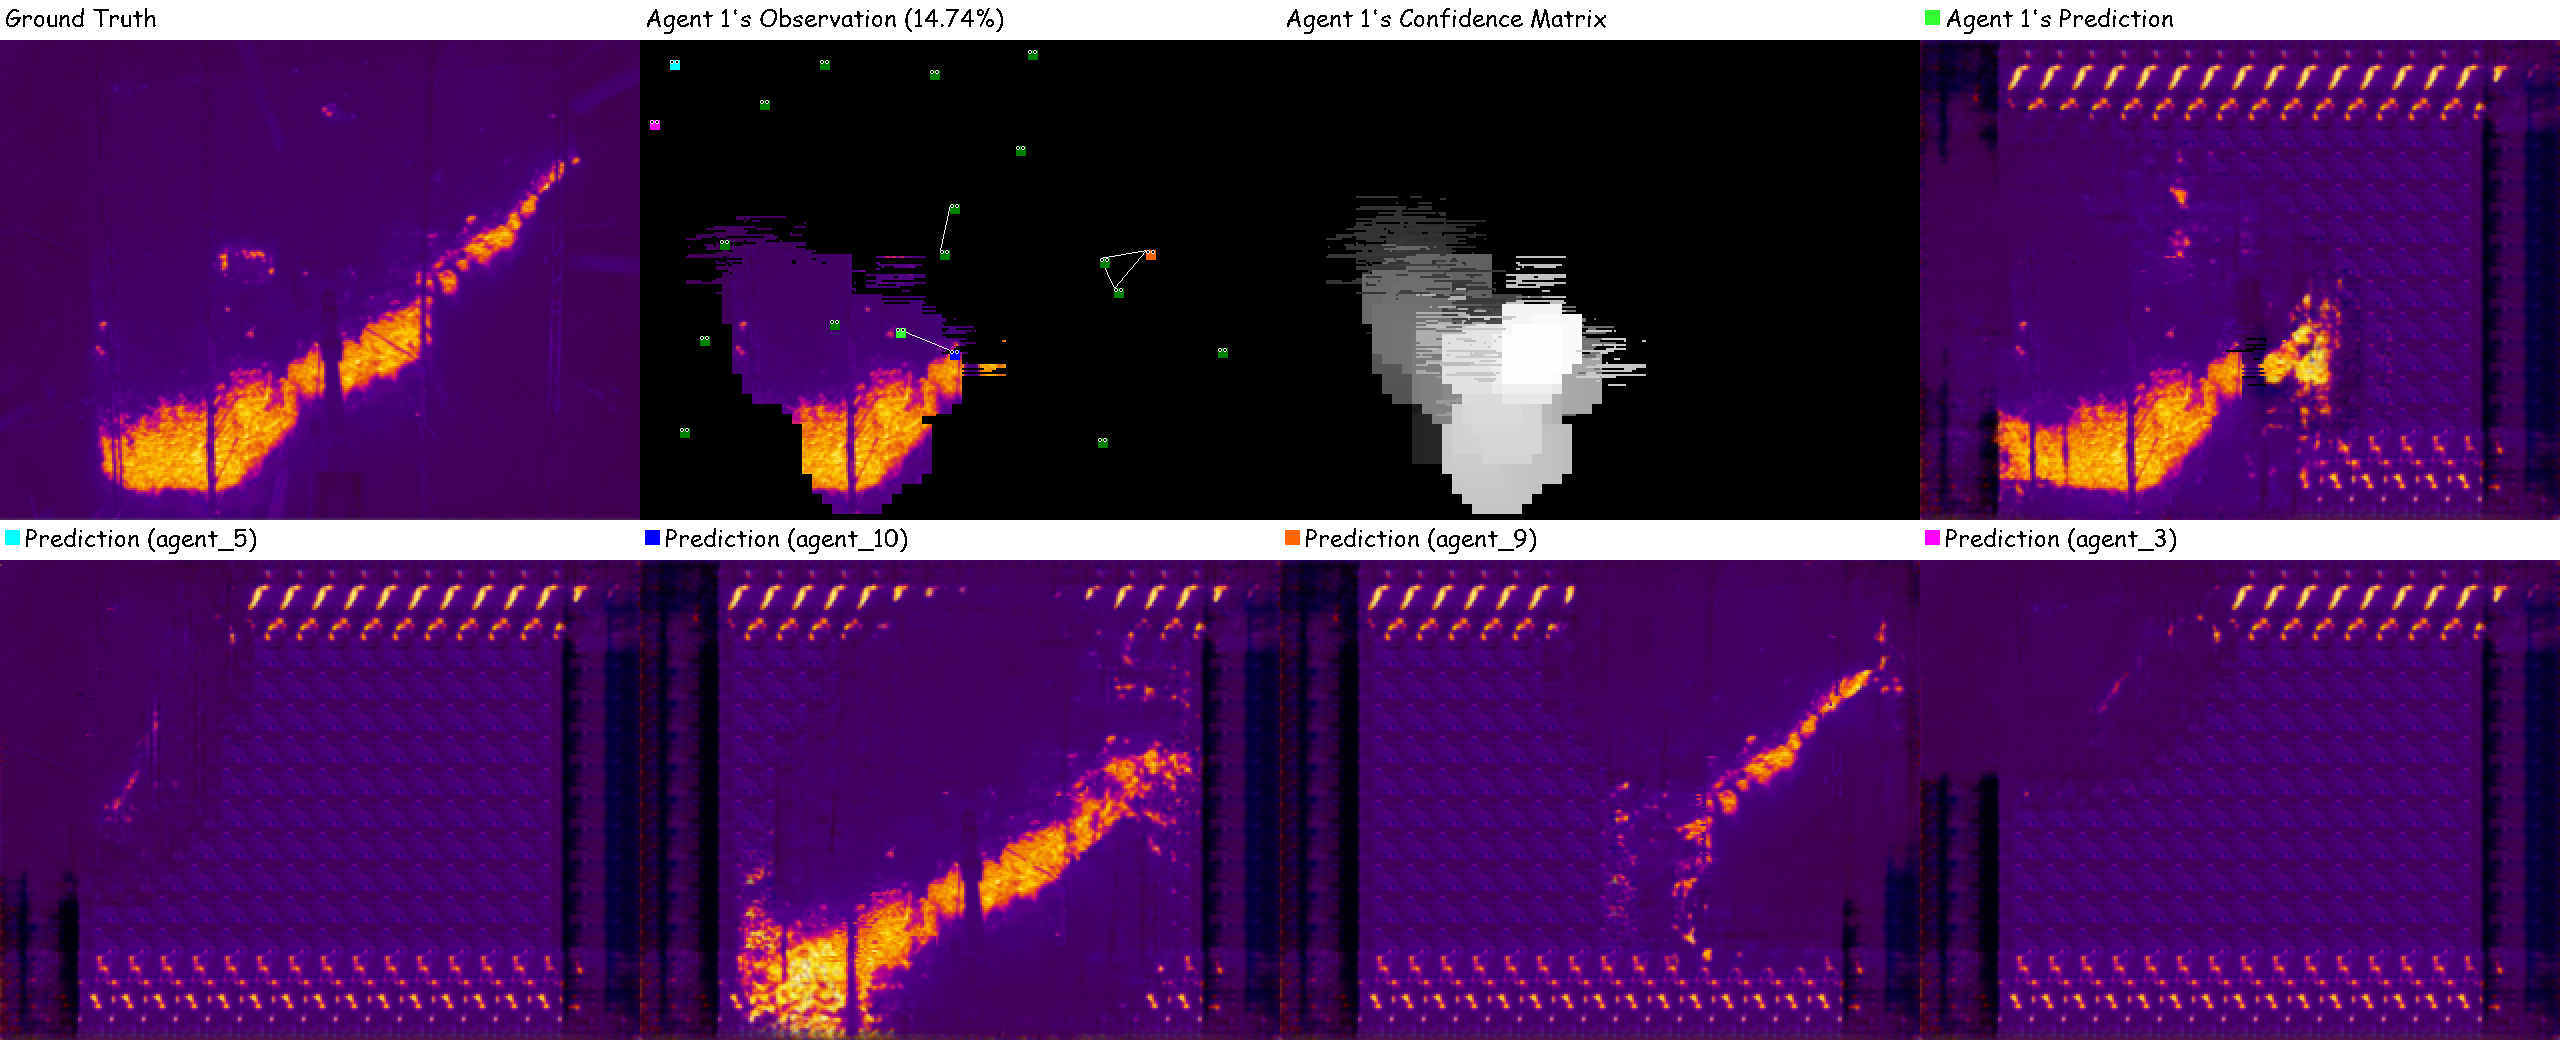 Ground Truth
Agent 1's Observation (14.74%)
Agent 1's Confidence Matrix
Agent 1's Prediction
Prediction (agent_5)
Prediction (agent_10)
Prediction (agent_9)
Prediction (agent_3)